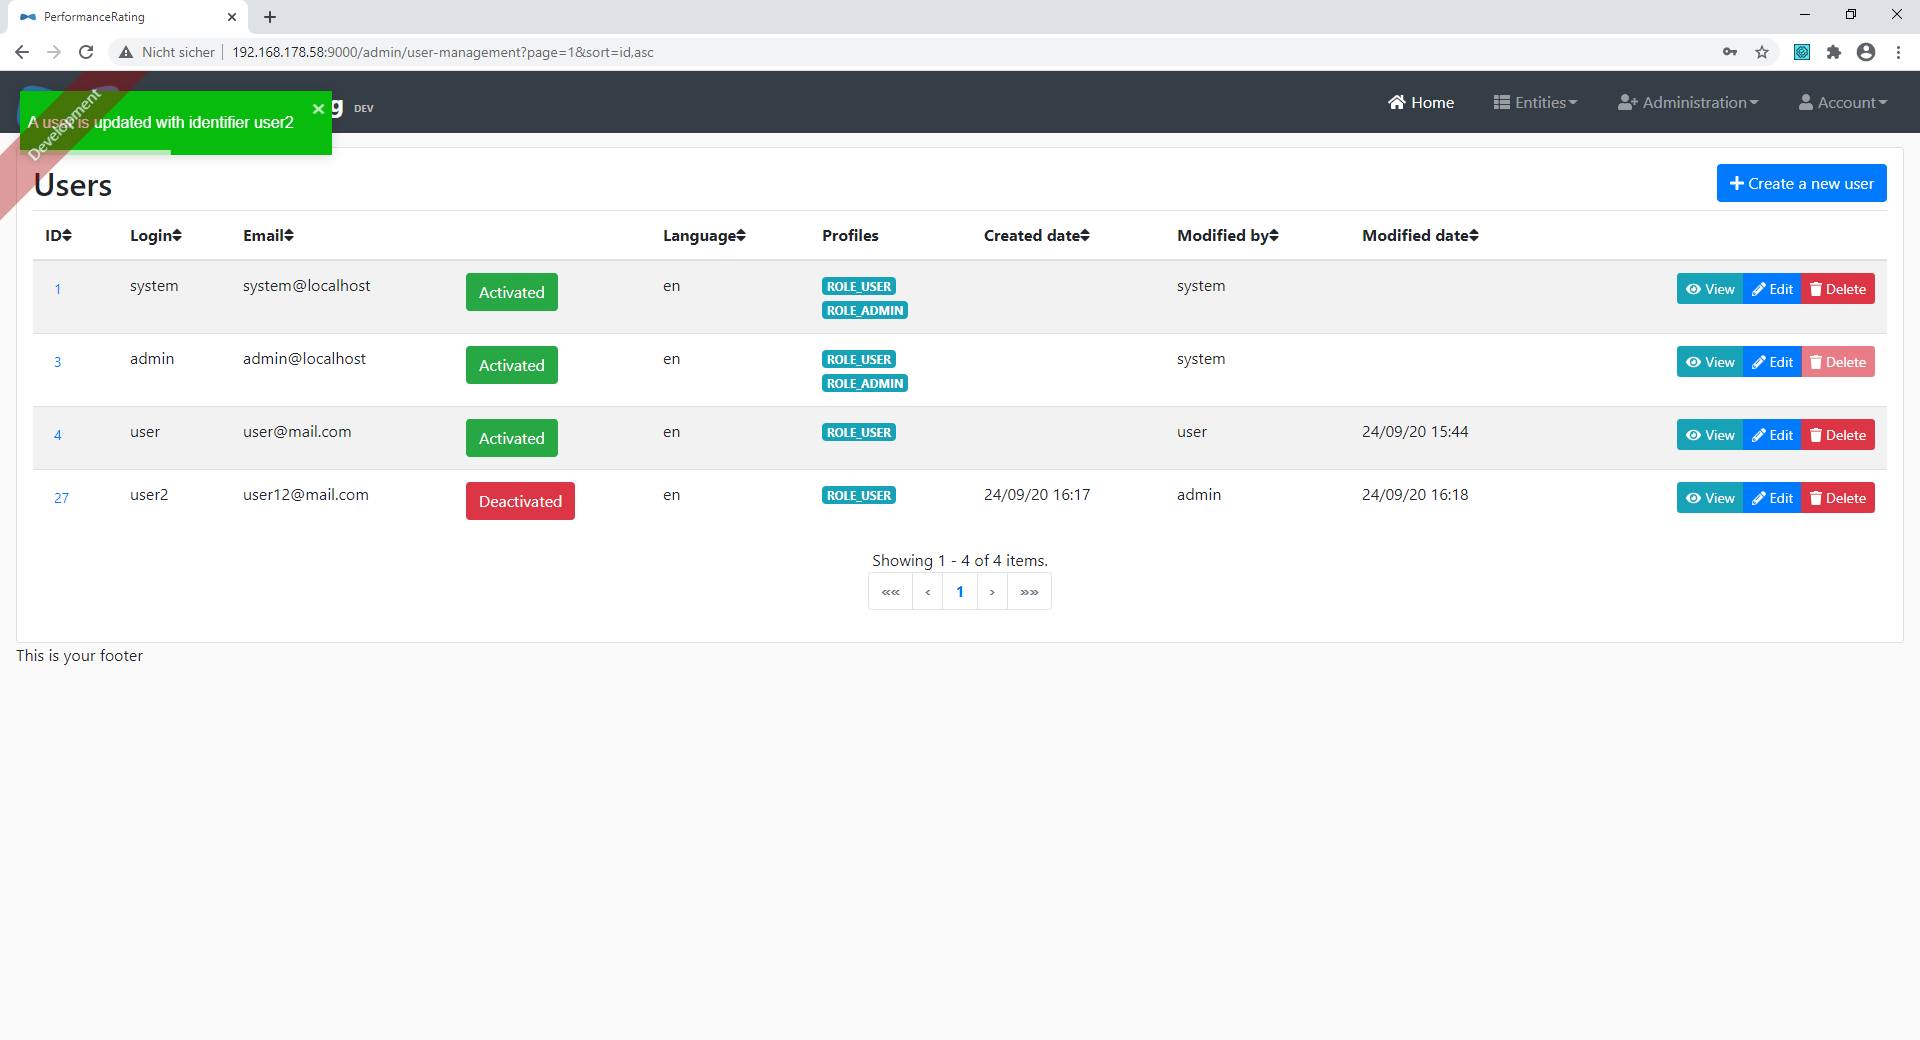 PerformanceRating
Nicht sicher
192.168.178.58:9000/admin/user-management?page=1&sort=id,asc
Development
A user is updated with identifier user2
g DEV
Home Entities Administration Account
Users
Create a new user
ID Login Email Language Profiles Created date Modified by Modified date
1 system system@localhost Activated en ROLE_USER system View Edit Delete
ROLE_ADMIN
3 admin admin@localhost Activated en ROLE_USER system View Edit Delete
ROLE_ADMIN
4 user user@mail.com Activated en ROLE_USER user 24/09/20 15:44 View Edit Delete
27 user2 user12@mail.com Deactivated en ROLE_USER 24/09/20 16:17 admin 24/09/20 16:18 View Edit Delete
Showing 1 - 4 of 4 items.
«« ‹ 1 › »»
This is your footer